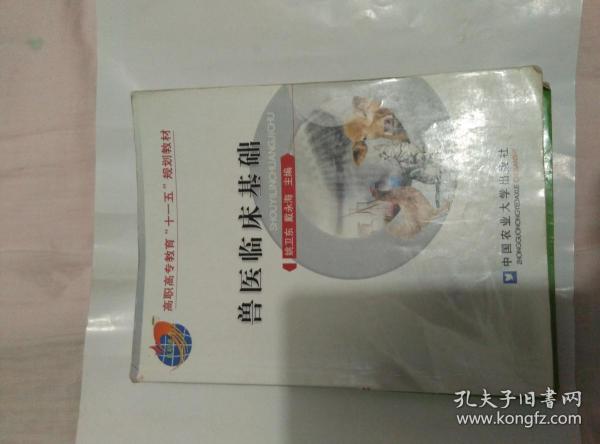 高职高专教育“十一五”规划教材
兽医临床基础
SHOUYILINCHUANGJICHU
姚卫东 戴永海 主编
中国农业大学出版社
孔夫子旧书网
www.kongfz.com